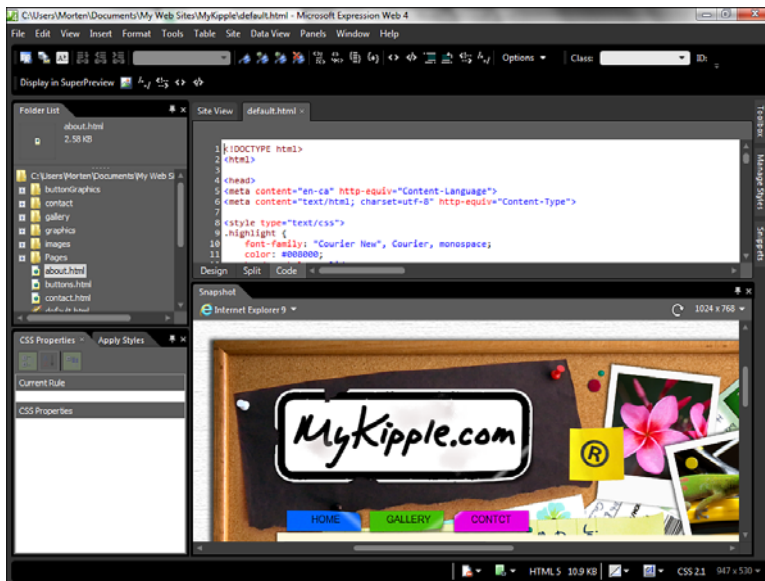 C:\Users\Morten\Documents\My Web Sites\MyKipple\default.html - Microsoft Expression Web 4
File Edit View Insert Format Tools Table Site Data View Panels Window Help
Options Class: ID:
Display in SuperPreview
Folder List
about.html
2.58 KB
C:\Users\Morten\Documents\My Web S
buttonGraphics
contact
gallery
graphics
images
Pages
about.html
buttons.html
contact.html
default.html
CSS Properties Apply Styles
Current Rule
CSS Properties
Site View default.html
1 <!DOCTYPE html>
2 <html>
3
4 <head>
5 <meta content="en-ca" http-equiv="Content-Language">
6 <meta content="text/html; charset=utf-8" http-equiv="Content-Type">
7
8 <style type="text/css">
9 .highlight {
10 font-family: "Courier New", Courier, monospace;
11 color: #008000;
Design Split Code
Snapshot
Internet Explorer 9 1024 x 768
MyKipple.com
®
HOME GALLERY CONTCT
Toolbox
Manage Styles
Snippets
HTML 5 10.9 KB CSS 2.1 947 x 530